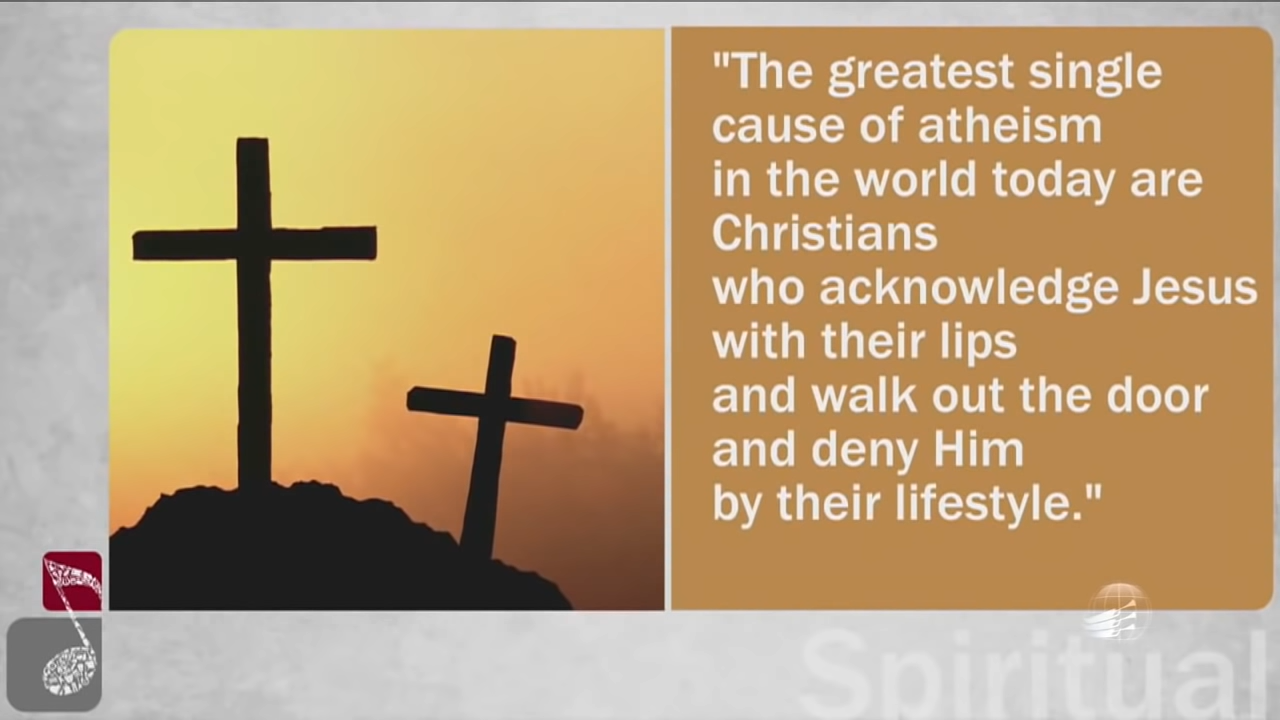 "The greatest single
cause of atheism
in the world today are
Christians
who acknowledge Jesus
with their lips
and walk out the door
and deny Him
by their lifestyle."
Spiritual